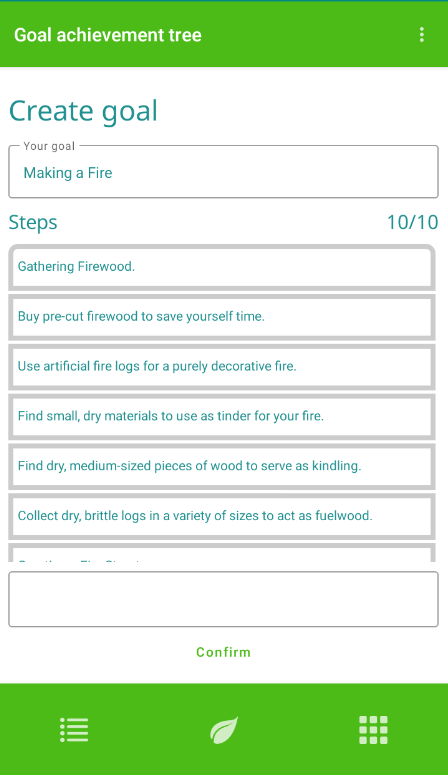 Goal achievement tree
Create goal
Your goal
Making a Fire
Steps 10/10
Gathering Firewood.
Buy pre-cut firewood to save yourself time.
Use artificial fire logs for a purely decorative fire.
Find small, dry materials to use as tinder for your fire.
Find dry, medium-sized pieces of wood to serve as kindling.
Collect dry, brittle logs in a variety of sizes to act as fuelwood.
Confirm